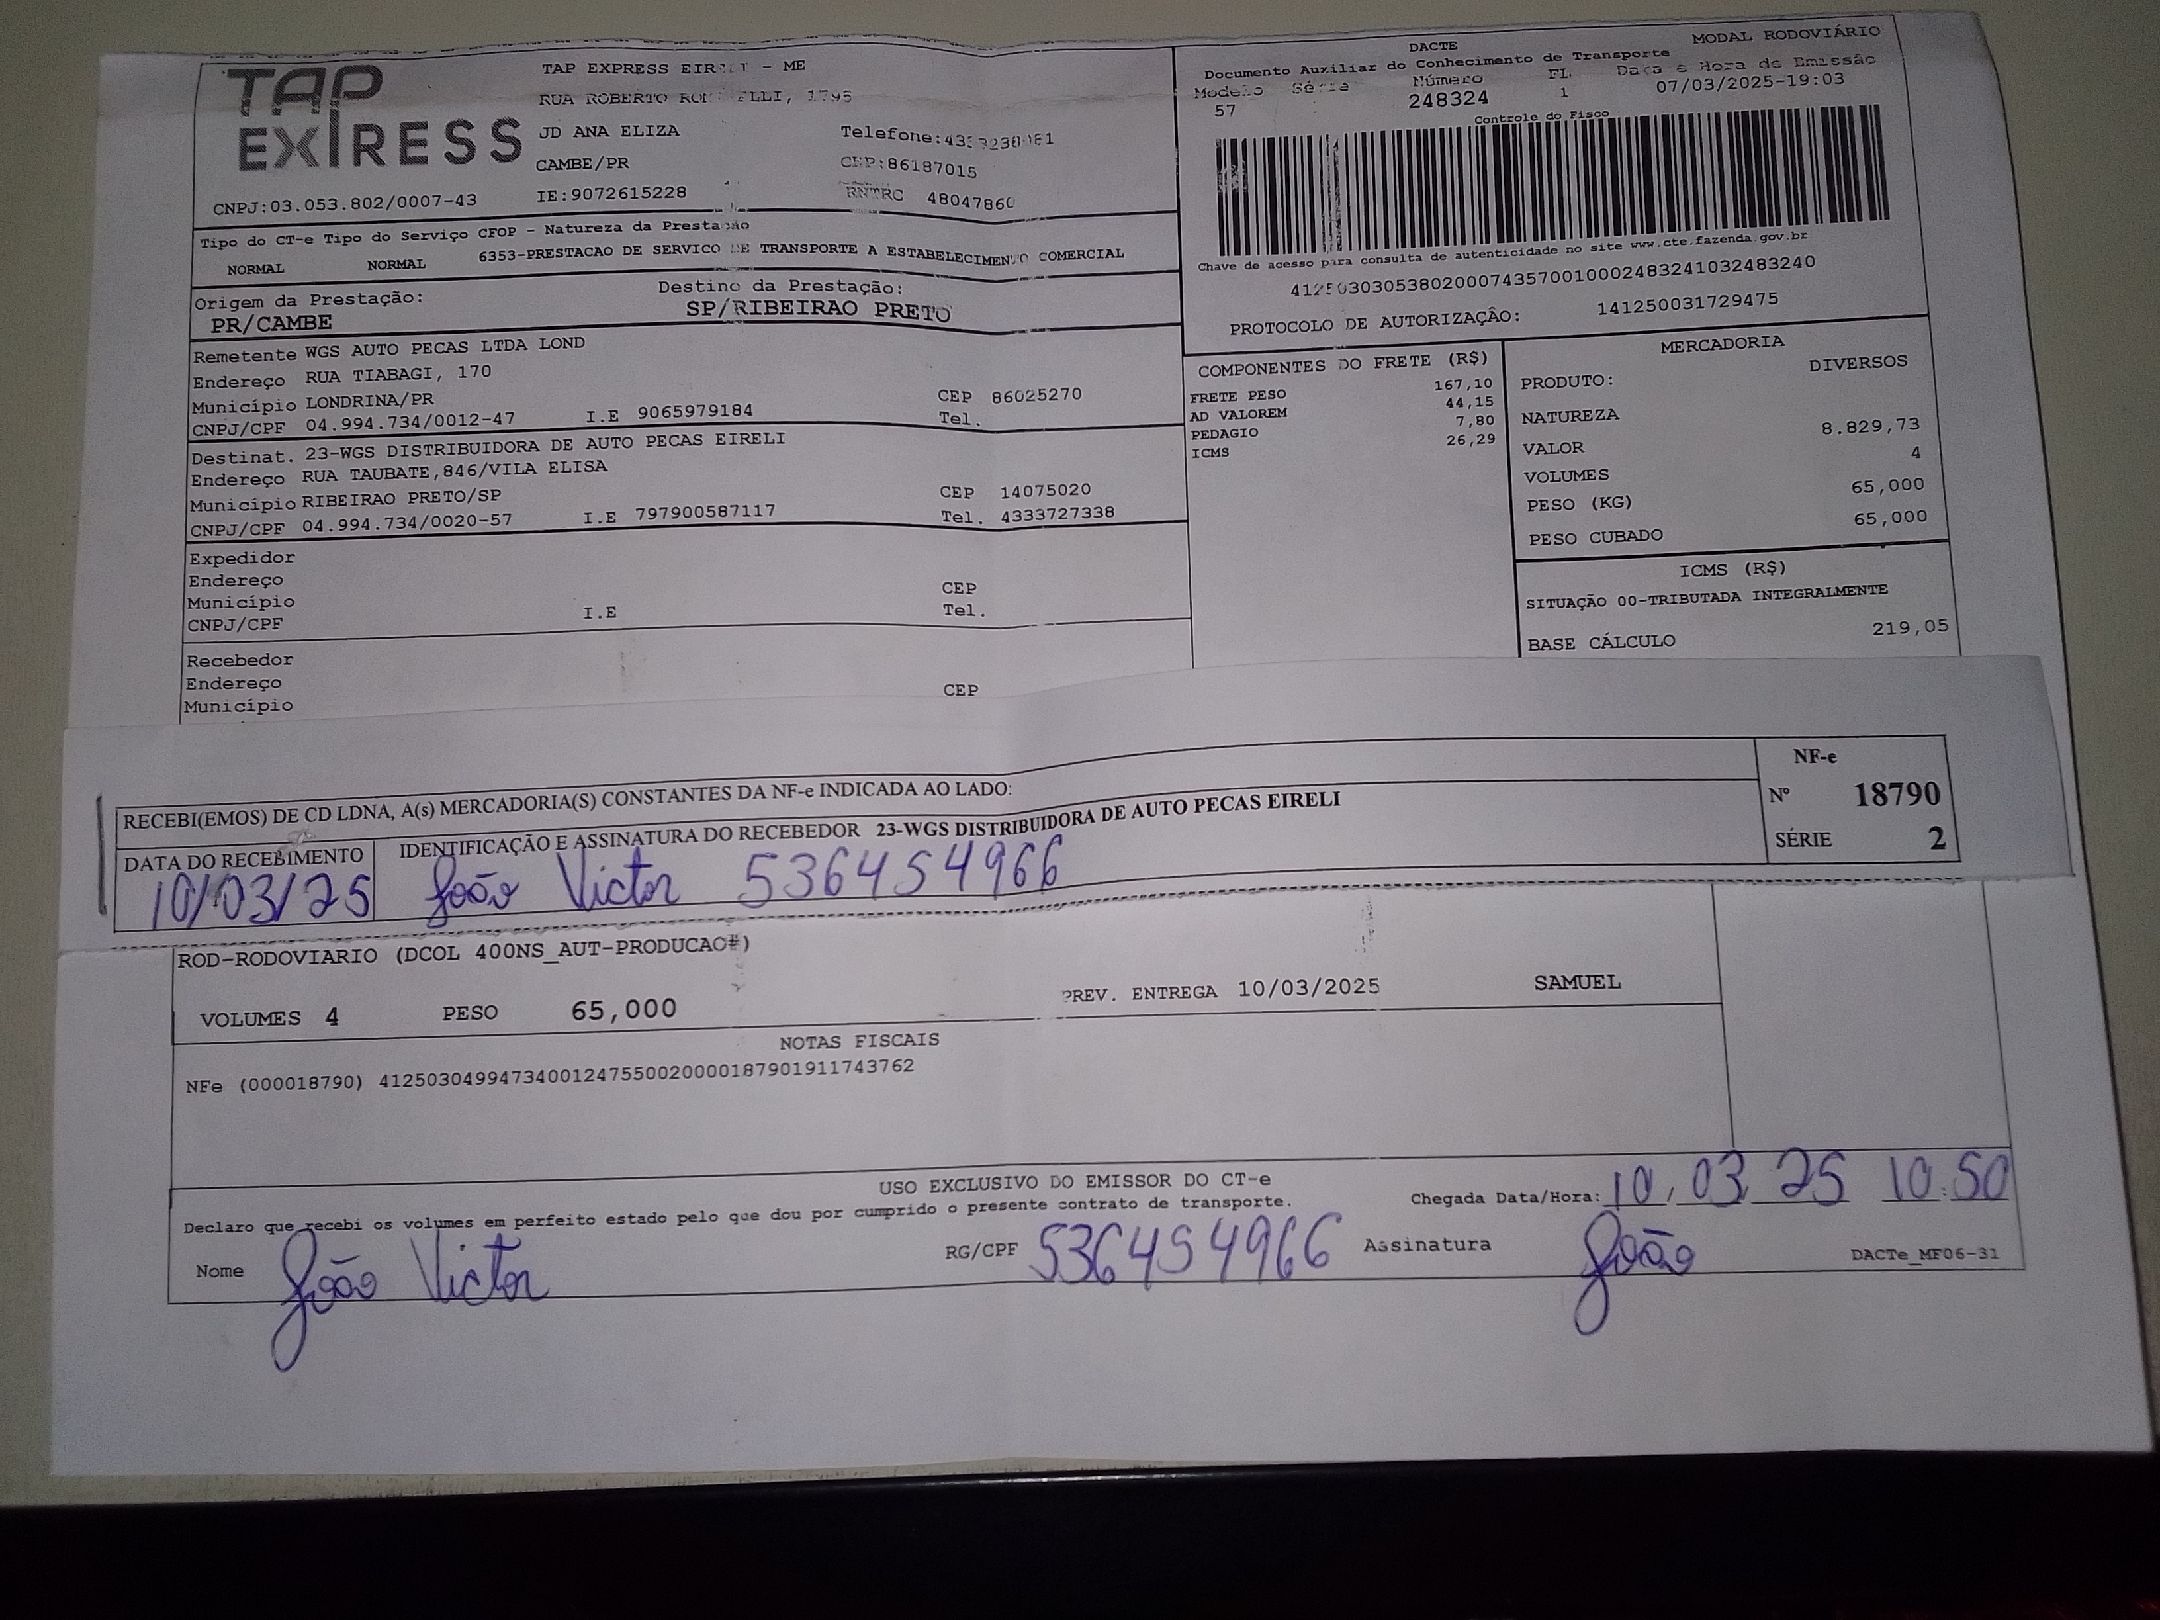 TAP EXPRESS
TAP EXPRESS - ME
RUA ROBERTO 1795
JD ANA ELIZA
CAMBE/PR
CEP:86187015
CNPJ:03.053.802/0007-43 IE:9072615228 RNTRC
DACTE MODAL RODOVIÁRIO
Documento Auxiliar do Conhecimento de Transporte
Modelo Série Número FL Data e Hora de Emissão
57 248324 1 07/03/2025-19:03
Controle do Fisco
Chave de acesso para consulta de autenticidade no site www.cte.fazenda.gov.br
PROTOCOLO DE AUTORIZAÇÃO: 141250031729475
Tipo do CT-e Tipo do Serviço CFOP - Natureza da Prestação
NORMAL NORMAL 6353-PRESTACAO DE SERVICO DE TRANSPORTE A ESTABELECIMENTO COMERCIAL
Origem da Prestação: Destino da Prestação:
PR/CAMBE SP/RIBEIRAO PRETO
Remetente WGS AUTO PECAS LTDA LOND
Endereço RUA TIABAGI, 170
Município LONDRINA/PR CEP 86025270
CNPJ/CPF 04.994.734/0012-47 I.E 9065979184 Tel.
Destinat. 23-WGS DISTRIBUIDORA DE AUTO PECAS EIRELI
Endereço RUA TAUBATE,846/VILA ELISA
Município RIBEIRAO PRETO/SP CEP 14075020
CNPJ/CPF 04.994.734/0020-57 I.E 797900587117 Tel. 4333727338
Expedidor
Endereço
Município CEP
CNPJ/CPF I.E Tel.
Recebedor
Endereço
Município CEP
COMPONENTES DO FRETE (R$)
FRETE PESO 167,10
AD VALOREM 44,15
PEDAGIO 7,80
ICMS 26,29
MERCADORIA
PRODUTO: DIVERSOS
NATUREZA
VALOR 8.829,73
VOLUMES 4
PESO (KG) 65,000
PESO CUBADO 65,000
ICMS (R$)
SITUAÇÃO 00-TRIBUTADA INTEGRALMENTE
BASE CÁLCULO 219,05
RECEBI(EMOS) DE CD LDNA, A(s) MERCADORIA(S) CONSTANTES DA NF-e INDICADA AO LADO:
DATA DO RECEBIMENTO IDENTIFICAÇÃO E ASSINATURA DO RECEBEDOR 23-WGS DISTRIBUIDORA DE AUTO PECAS EIRELI
10/03/25 João Victor 536454966
NF-e
Nº 18790
SÉRIE 2
ROD-RODOVIARIO (DCOL 400NS_AUT-PRODUCAO#)
VOLUMES 4 PESO 65,000 PREV. ENTREGA 10/03/2025 SAMUEL
NOTAS FISCAIS
NFe (000018790) 41250304994734001247550020000187901911743762
USO EXCLUSIVO DO EMISSOR DO CT-e
Declaro que recebi os volumes em perfeito estado pelo que dou por cumprido o presente contrato de transporte. Chegada Data/Hora: 10/03 25 10:50
Nome João Victor RG/CPF 536454966 Assinatura João DACTe_MF06-31